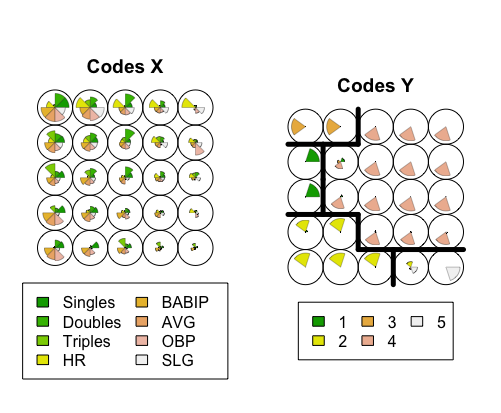 Codes X
Singles BABIP
Doubles AVG
Triples OBP
HR SLG
Codes Y
1 3 5
2 4